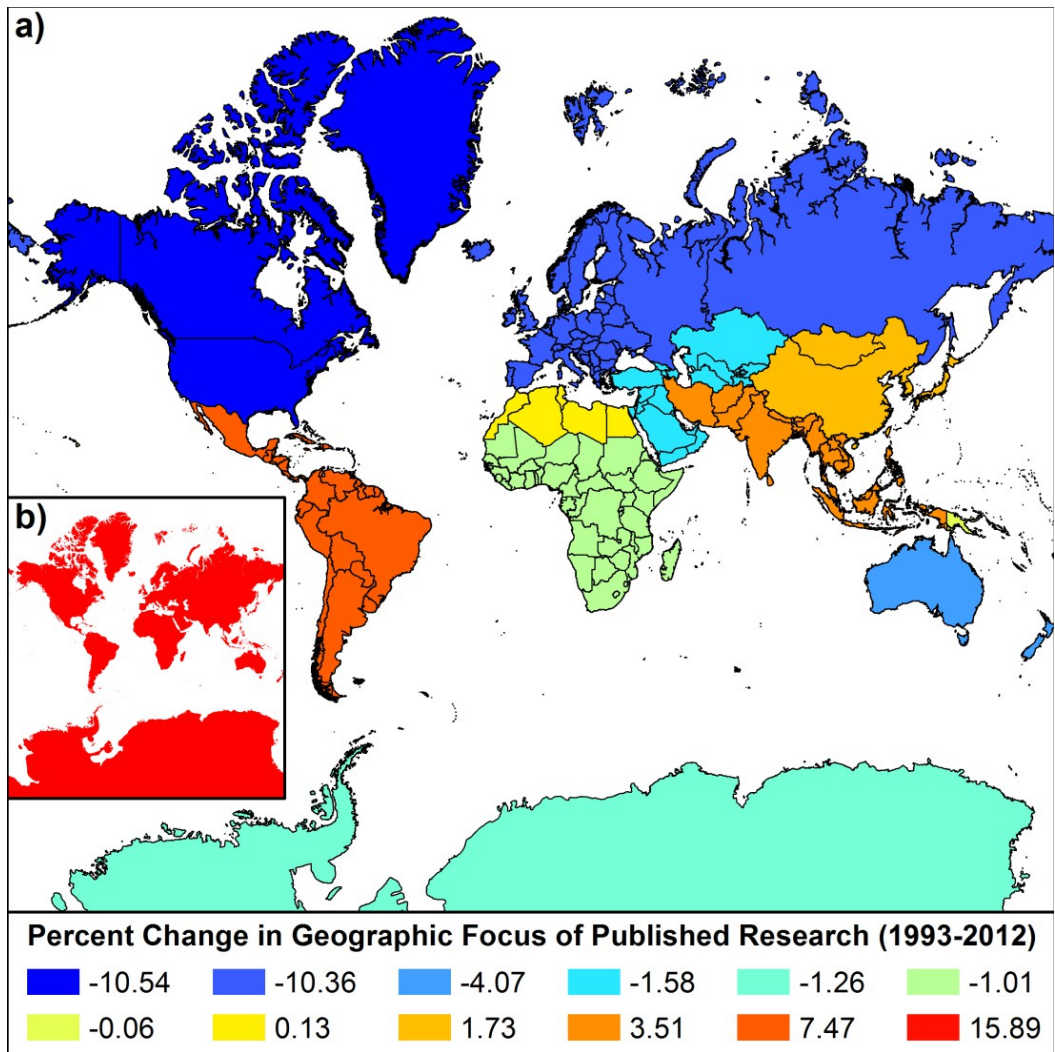 a)
b)
Percent Change in Geographic Focus of Published Research (1993-2012)
-10.54 -10.36 -4.07 -1.58 -1.26 -1.01
-0.06 0.13 1.73 3.51 7.47 15.89